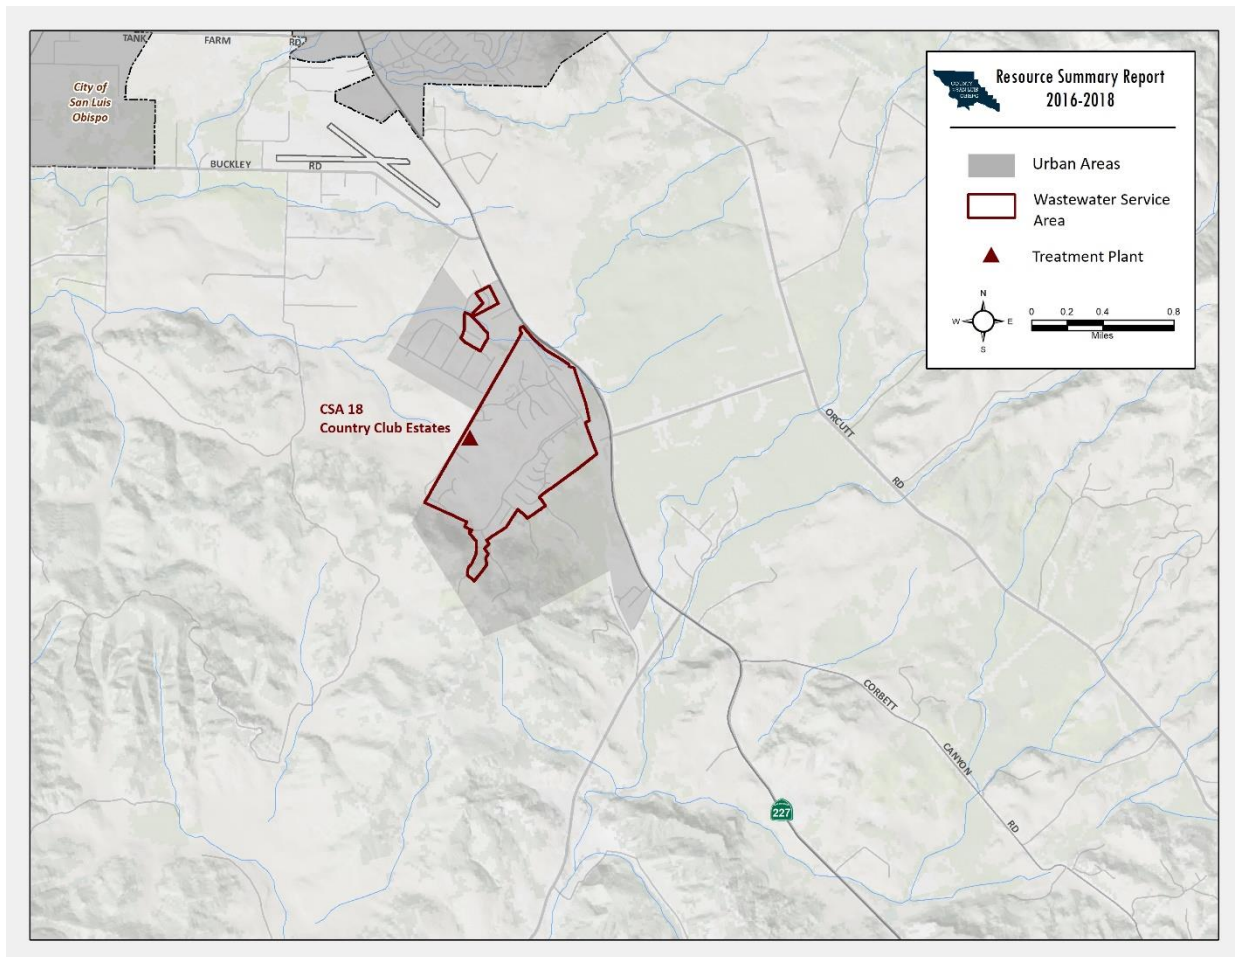 TANK FARM RD
City of
San Luis
Obispo
BUCKLEY RD
COUNTY
OBISPO
Resource Summary Report
2016-2018
Urban Areas
Wastewater Service
Area
Treatment Plant
N
W E
S
0 0.2 0.4 0.8
Miles
CSA 18
Country Club Estates
ORCUTT RD
CORBETT CANYON RD
227